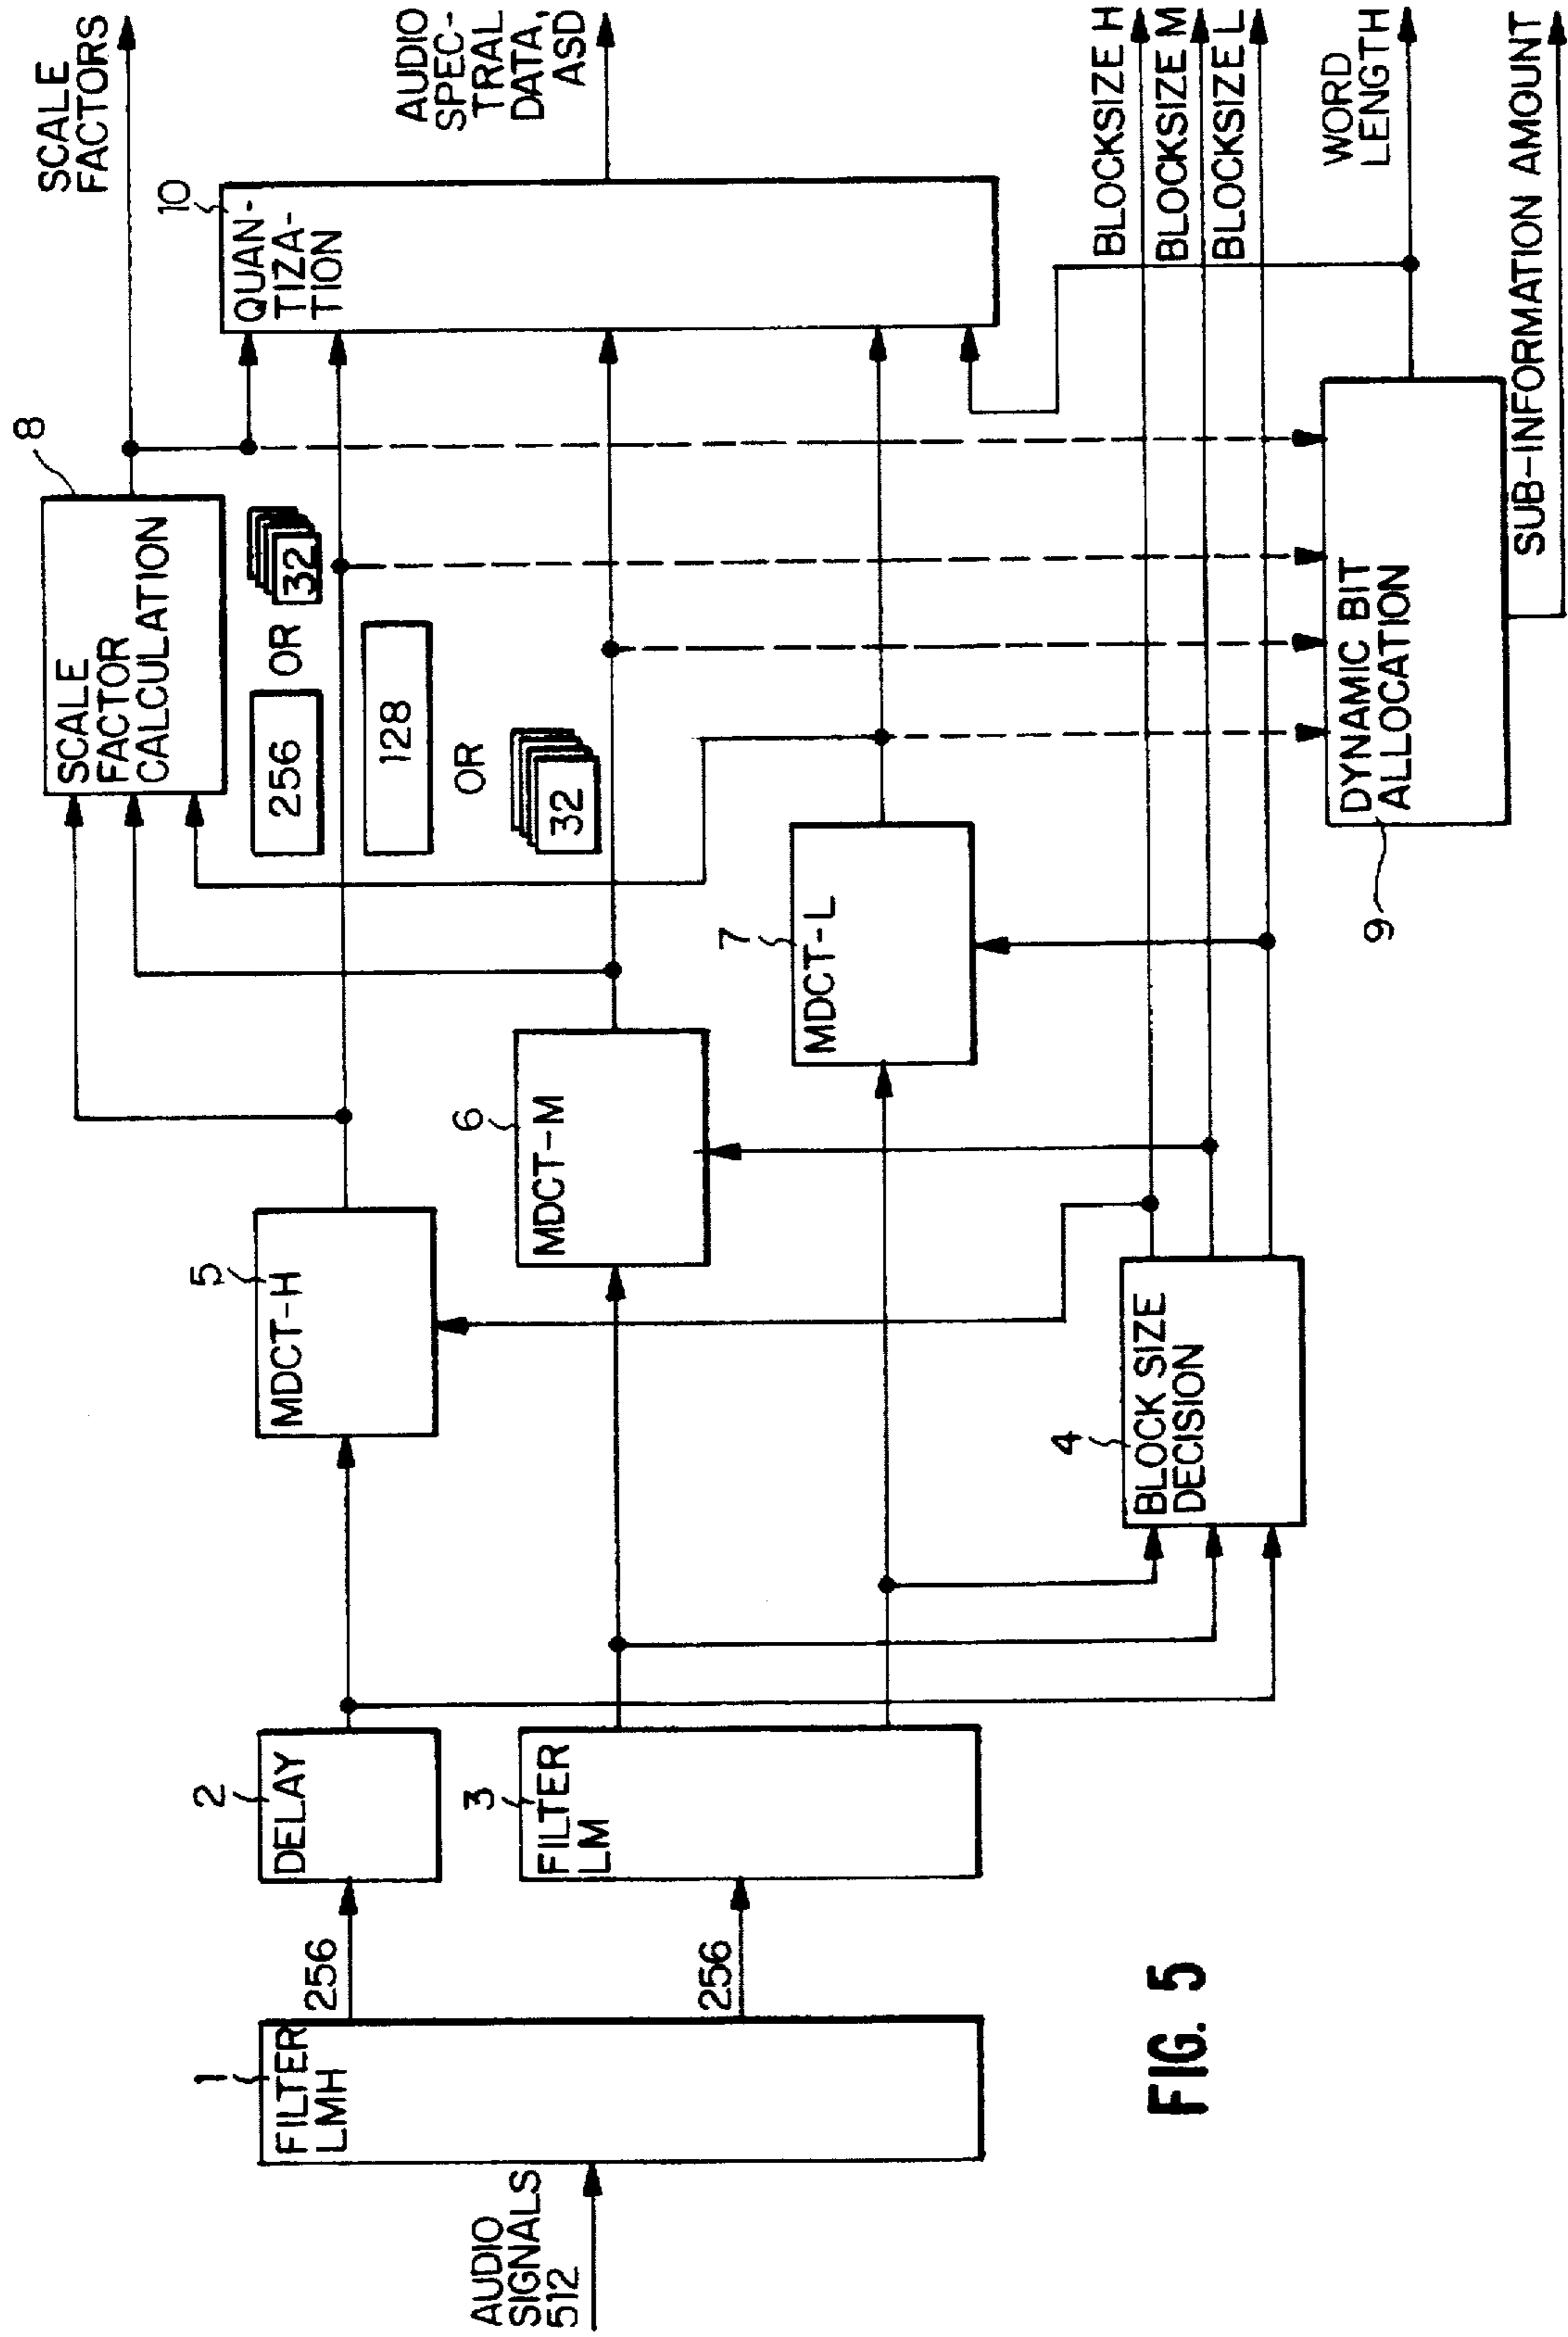 AUDIO
SIGNALS
512
1
FILTER
LMH
256
256
2
DELAY
3
FILTER
LM
4
BLOCK SIZE
DECISION
5
MDCT-H
6
MDCT-M
7
MDCT-L
8
SCALE
FACTOR
CALCULATION
256
OR
32
128
OR
32
9
DYNAMIC BIT
ALLOCATION
10
QUAN-
TIZA-
TION
SCALE
FACTORS
AUDIO
SPEC-
TRAL
DATA,
ASD
BLOCKSIZE H
BLOCKSIZE M
BLOCKSIZE L
WORD
LENGTH
SUB-INFORMATION AMOUNT
FIG. 5